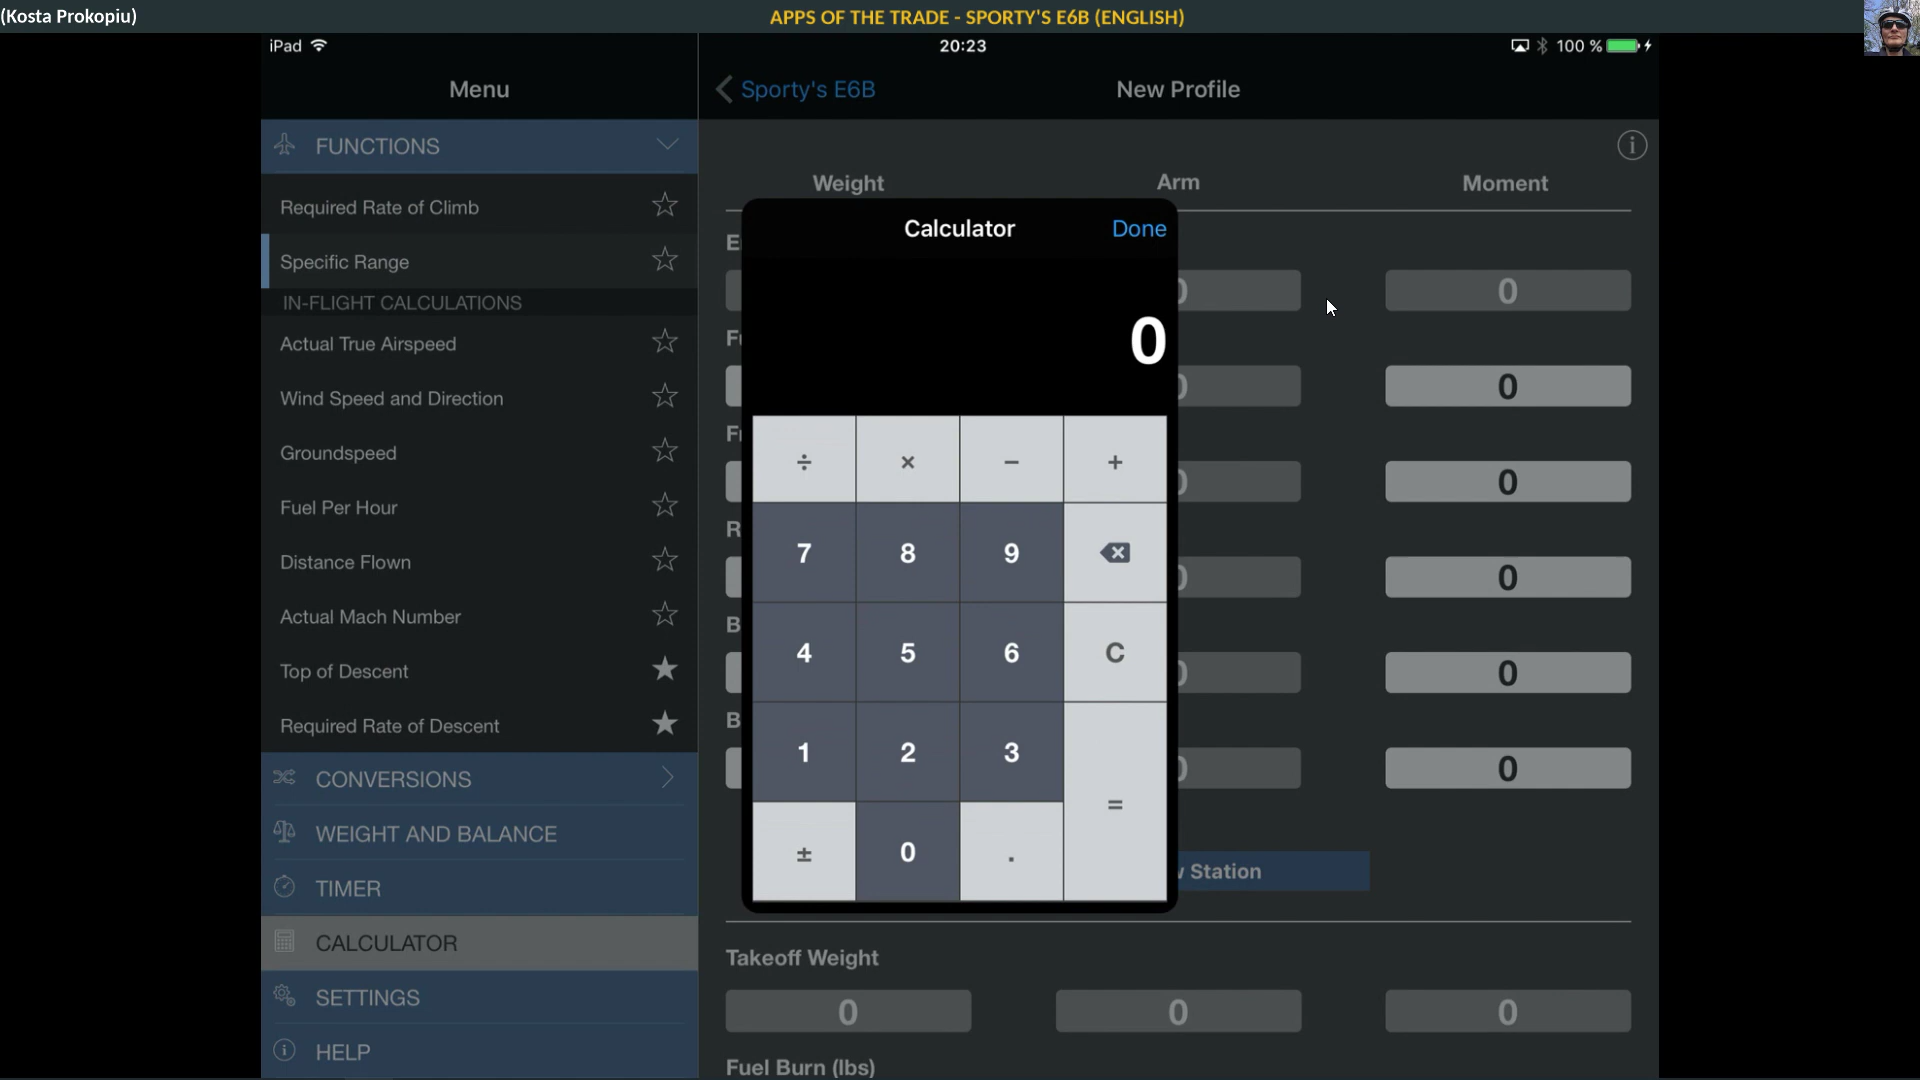 (Kosta Prokopiu)
APPS OF THE TRADE - SPORTY'S E6B (ENGLISH)
iPad
20:23
100 %
Menu
Sporty's E6B
New Profile
FUNCTIONS
Required Rate of Climb
Specific Range
IN-FLIGHT CALCULATIONS
Actual True Airspeed
Wind Speed and Direction
Groundspeed
Fuel Per Hour
Distance Flown
Actual Mach Number
Top of Descent
Required Rate of Descent
CONVERSIONS
WEIGHT AND BALANCE
TIMER
CALCULATOR
SETTINGS
HELP
Weight Arm Moment
0
0
0
0
0
0
Calculator Done
0
÷ × − +
7 8 9
4 5 6 C
1 2 3
± 0 . =
Station
Takeoff Weight
0 0 0
Fuel Burn (lbs)